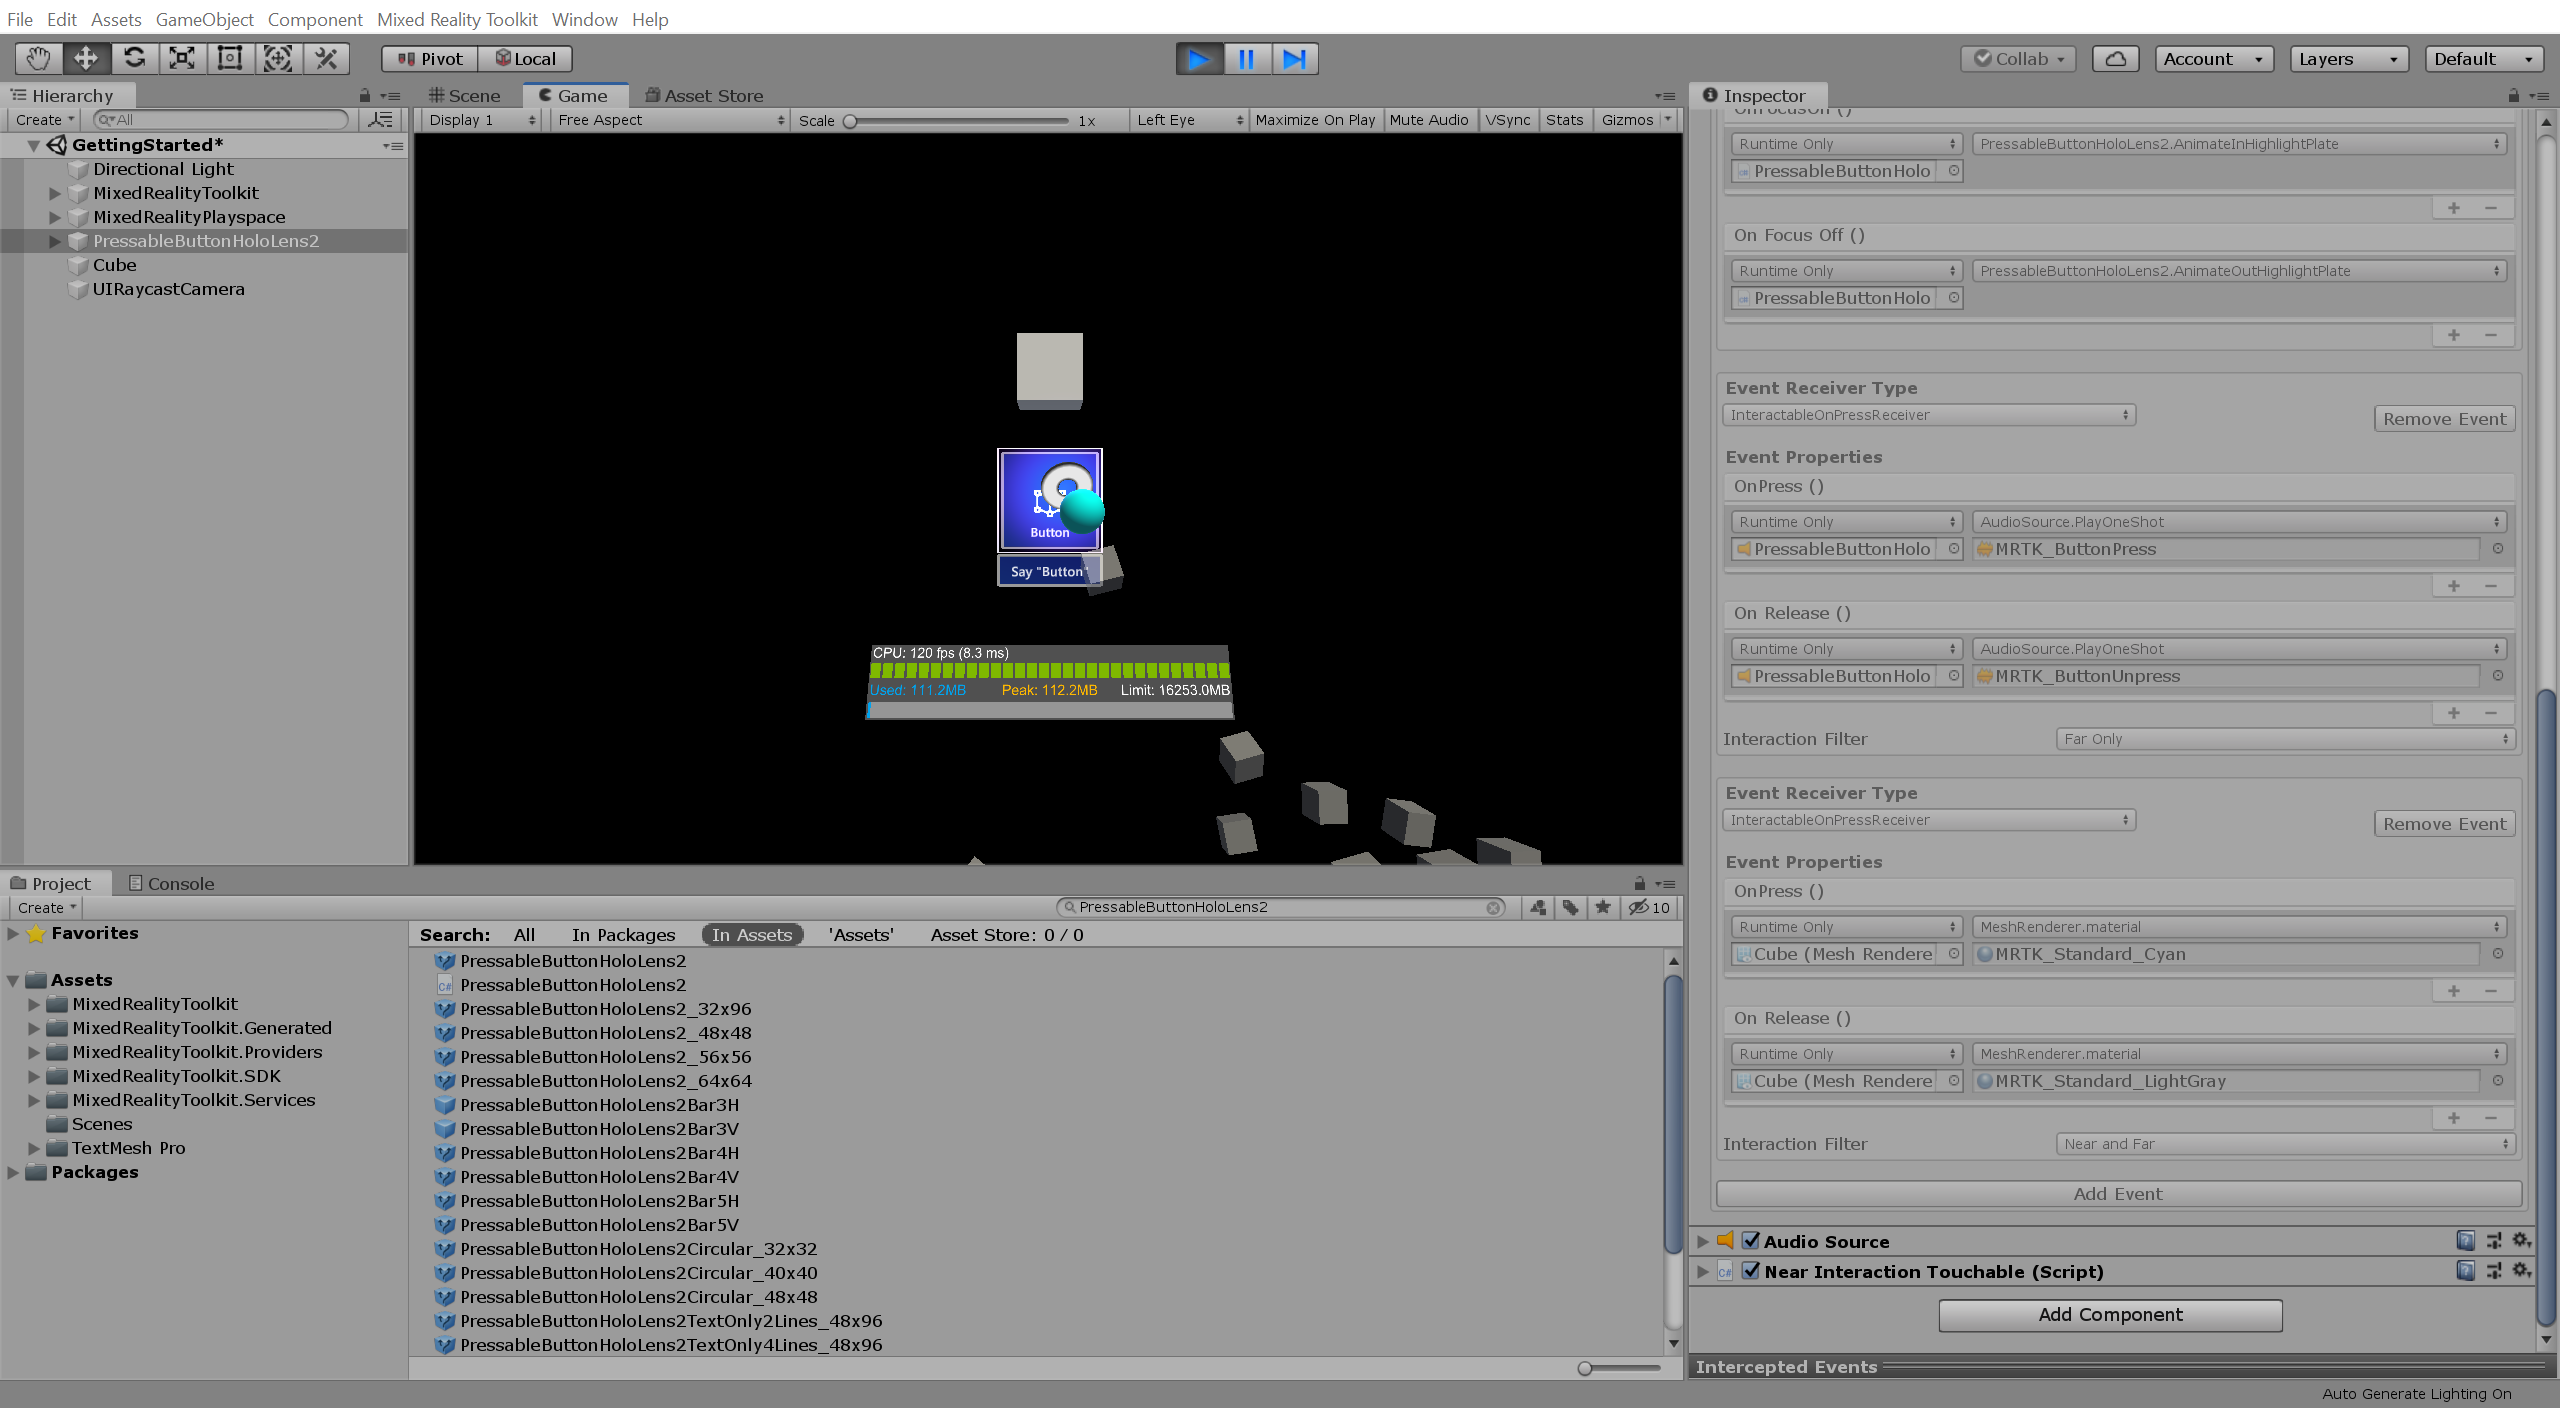 File Edit Assets GameObject Component Mixed Reality Toolkit Window Help
Pivot Local Collab Account Layers Default
Hierarchy
Create All
GettingStarted*
Directional Light
MixedRealityToolkit
MixedRealityPlayspace
PressableButtonHoloLens2
Cube
UIRaycastCamera
Scene Game Asset Store
Display 1 Free Aspect Scale 1x Left Eye Maximize On Play Mute Audio VSync Stats Gizmos
Button
Say "Button"
CPU: 120 fps (8.3 ms)
Used: 111.2MB Peak: 112.2MB Limit: 16253.0MB
Project Console
Create PressableButtonHoloLens2 10
Favorites
Assets
MixedRealityToolkit
MixedRealityToolkit.Generated
MixedRealityToolkit.Providers
MixedRealityToolkit.SDK
MixedRealityToolkit.Services
Scenes
TextMesh Pro
Packages
Search: All In Packages In Assets 'Assets' Asset Store: 0 / 0
PressableButtonHoloLens2
C# PressableButtonHoloLens2
PressableButtonHoloLens2_32x96
PressableButtonHoloLens2_48x48
PressableButtonHoloLens2_56x56
PressableButtonHoloLens2_64x64
PressableButtonHoloLens2Bar3H
PressableButtonHoloLens2Bar3V
PressableButtonHoloLens2Bar4H
PressableButtonHoloLens2Bar4V
PressableButtonHoloLens2Bar5H
PressableButtonHoloLens2Bar5V
PressableButtonHoloLens2Circular_32x32
PressableButtonHoloLens2Circular_40x40
PressableButtonHoloLens2Circular_48x48
PressableButtonHoloLens2TextOnly2Lines_48x96
PressableButtonHoloLens2TextOnly4Lines_48x96
Inspector
OnFocusOn ()
Runtime Only PressableButtonHoloLens2.AnimateInHighlightPlate
PressableButtonHolo
On Focus Off ()
Runtime Only PressableButtonHoloLens2.AnimateOutHighlightPlate
PressableButtonHolo
Event Receiver Type
InteractableOnPressReceiver Remove Event
Event Properties
OnPress ()
Runtime Only AudioSource.PlayOneShot
PressableButtonHolo MRTK_ButtonPress
On Release ()
Runtime Only AudioSource.PlayOneShot
PressableButtonHolo MRTK_ButtonUnpress
Interaction Filter Far Only
Event Receiver Type
InteractableOnPressReceiver Remove Event
Event Properties
OnPress ()
Runtime Only MeshRenderer.material
Cube (Mesh Rendere MRTK_Standard_Cyan
On Release ()
Runtime Only MeshRenderer.material
Cube (Mesh Rendere MRTK_Standard_LightGray
Interaction Filter Near and Far
Add Event
Audio Source
C# Near Interaction Touchable (Script)
Add Component
Intercepted Events
Auto Generate Lighting On